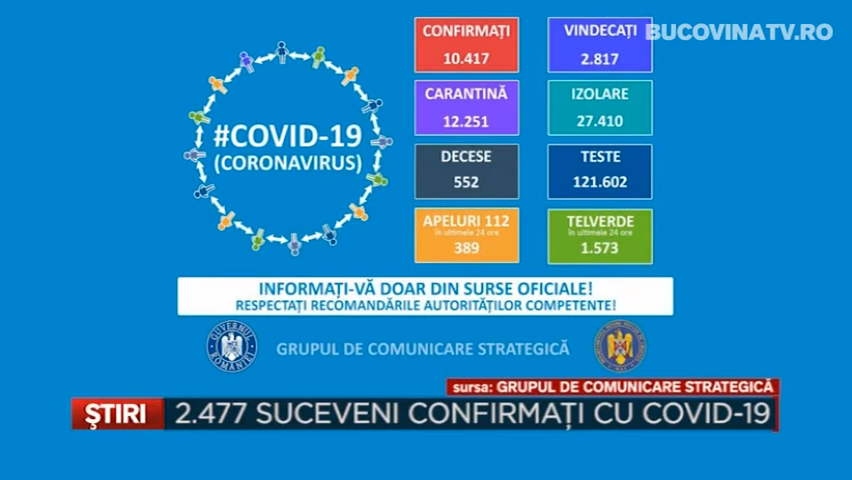 BUCOVINATV.RO
#COVID-19
(CORONAVIRUS)
CONFIRMAȚI
10.417
VINDECAȚI
2.817
CARANTINĂ
12.251
IZOLARE
27.410
DECESE
552
TESTE
121.602
APELURI 112
în ultimele 24 ore
389
TELVERDE
în ultimele 24 ore
1.573
INFORMAȚI-VĂ DOAR DIN SURSE OFICIALE!
RESPECTAȚI RECOMANDĂRILE AUTORITĂȚILOR COMPETENTE!
GUVERNUL ROMÂNIEI
GRUPUL DE COMUNICARE STRATEGICĂ
sursa: GRUPUL DE COMUNICARE STRATEGICĂ
ŞTIRI
2.477 SUCEVENI CONFIRMAȚI CU COVID-19